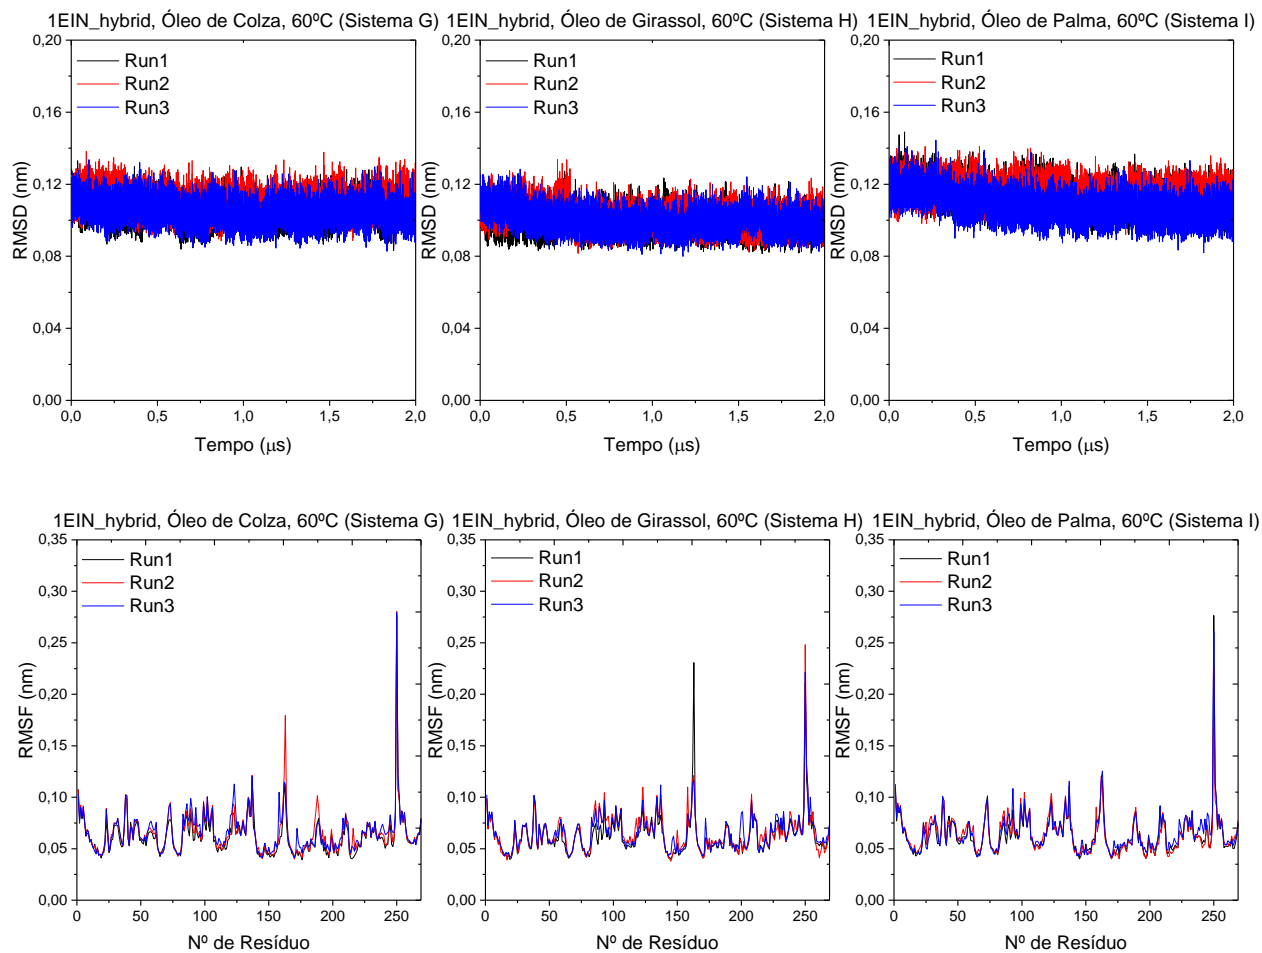 1EIN_hybrid, Óleo de Colza, 60ºC (Sistema G)
0,20
0,16
0,12
0,08
0,04
0,00
RMSD (nm)
Run1
Run2
Run3
0,0 0,5 1,0 1,5 2,0
Tempo (μs)
1EIN_hybrid, Óleo de Girassol, 60ºC (Sistema H)
0,20
0,16
0,12
0,08
0,04
0,00
RMSD (nm)
Run1
Run2
Run3
0,0 0,5 1,0 1,5 2,0
Tempo (μs)
1EIN_hybrid, Óleo de Palma, 60ºC (Sistema I)
0,20
0,16
0,12
0,08
0,04
0,00
RMSD (nm)
Run1
Run2
Run3
0,0 0,5 1,0 1,5 2,0
Tempo (μs)
1EIN_hybrid, Óleo de Colza, 60ºC (Sistema G)
0,35
0,30
0,25
0,20
0,15
0,10
0,05
0,00
RMSF (nm)
Run1
Run2
Run3
0 50 100 150 200 250
Nº de Resíduo
1EIN_hybrid, Óleo de Girassol, 60ºC (Sistema H)
0,35
0,30
0,25
0,20
0,15
0,10
0,05
0,00
RMSF (nm)
Run1
Run2
Run3
0 50 100 150 200 250
Nº de Resíduo
1EIN_hybrid, Óleo de Palma, 60ºC (Sistema I)
0,35
0,30
0,25
0,20
0,15
0,10
0,05
0,00
RMSF (nm)
Run1
Run2
Run3
0 50 100 150 200 250
Nº de Resíduo